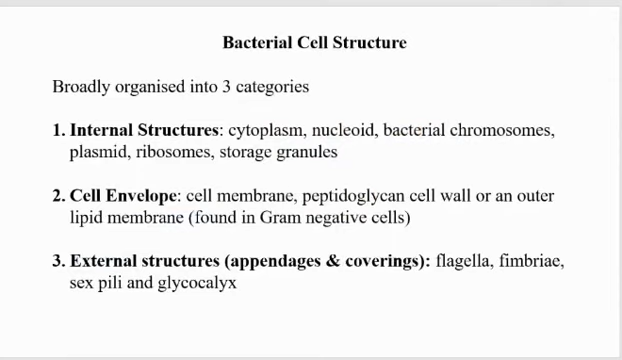 Bacterial Cell Structure
Broadly organised into 3 categories
1. Internal Structures: cytoplasm, nucleoid, bacterial chromosomes,
plasmid, ribosomes, storage granules
2. Cell Envelope: cell membrane, peptidoglycan cell wall or an outer
lipid membrane (found in Gram negative cells)
3. External structures (appendages & coverings): flagella, fimbriae,
sex pili and glycocalyx